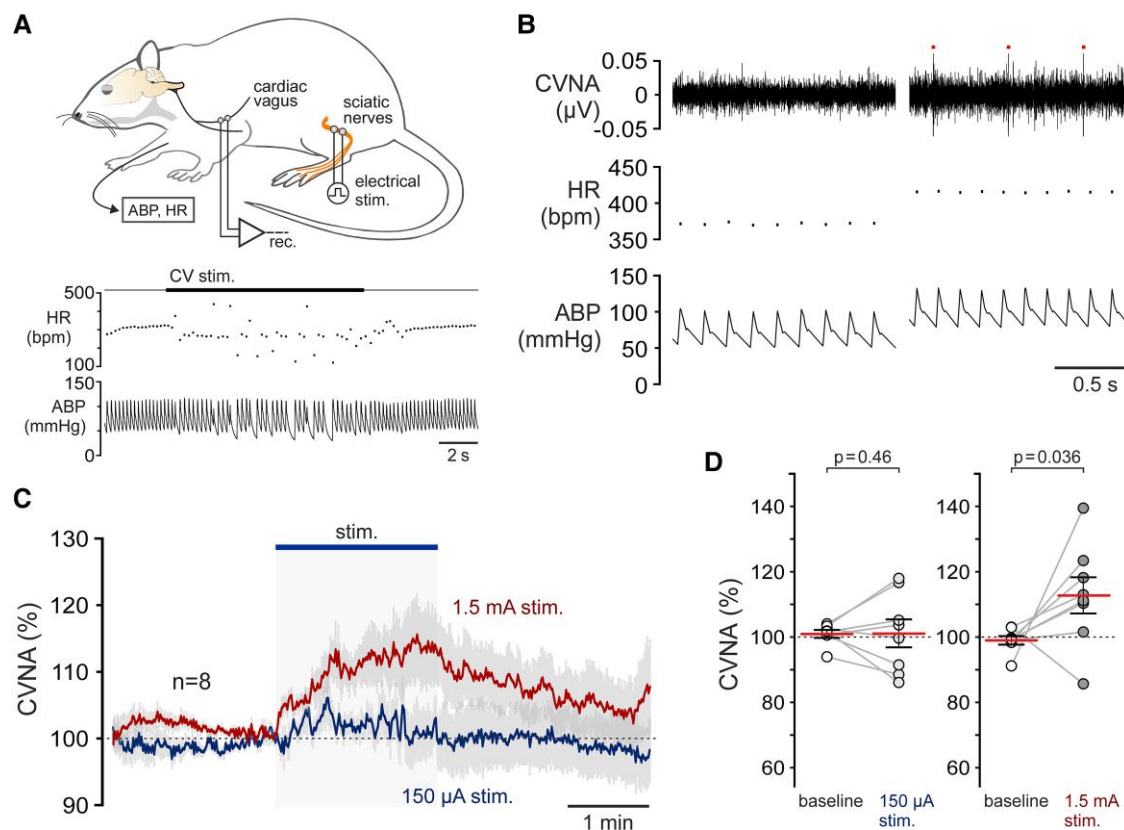 A
cardiac
vagus
sciatic
nerves
electrical
stim.
ABP, HR
rec.
CV stim.
500
HR
(bpm)
100
150
ABP
(mmHg)
0
2 s
B
CVNA
(µV)
0.05
0
-0.05
HR
(bpm)
450
400
350
ABP
(mmHg)
150
100
50
0
0.5 s
C
CVNA (%)
130
120
110
100
90
stim.
1.5 mA stim.
n=8
150 µA stim.
1 min
D
p=0.46
p=0.036
CVNA (%)
140
120
100
80
60
140
120
100
80
60
baseline
150 µA
stim.
baseline
1.5 mA
stim.